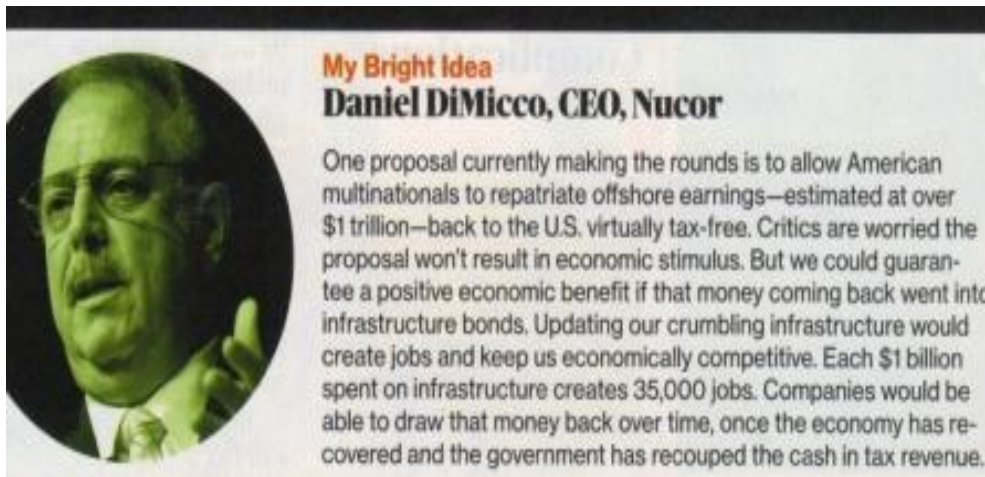 My Bright Idea
Daniel DiMicco, CEO, Nucor
One proposal currently making the rounds is to allow American
multinationals to repatriate offshore earnings—estimated at over
$1 trillion—back to the U.S. virtually tax-free. Critics are worried the
proposal won't result in economic stimulus. But we could guaran-
tee a positive economic benefit if that money coming back went into
infrastructure bonds. Updating our crumbling infrastructure would
create jobs and keep us economically competitive. Each $1 billion
spent on infrastructure creates 35,000 jobs. Companies would be
able to draw that money back over time, once the economy has re-
covered and the government has recouped the cash in tax revenue.